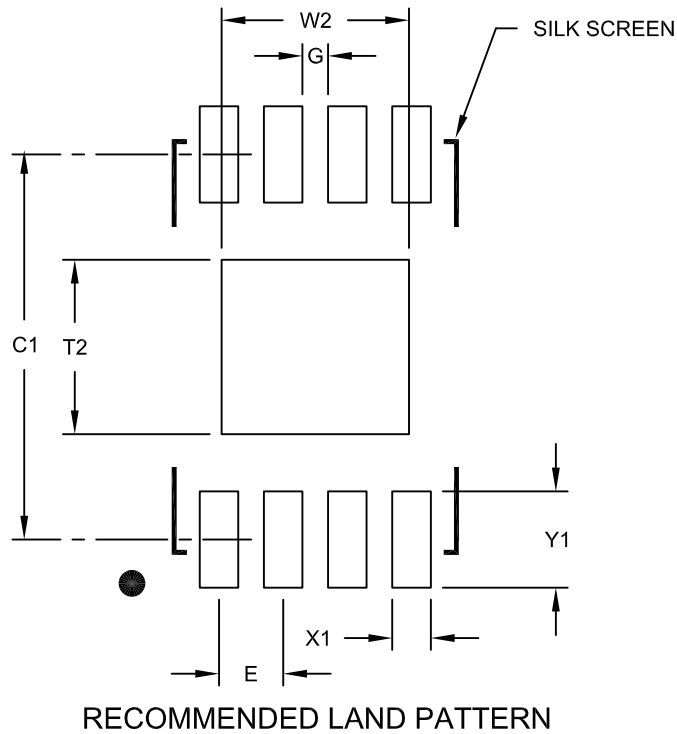 W2
SILK SCREEN
G
C1
T2
Y1
X1
E
RECOMMENDED LAND PATTERN